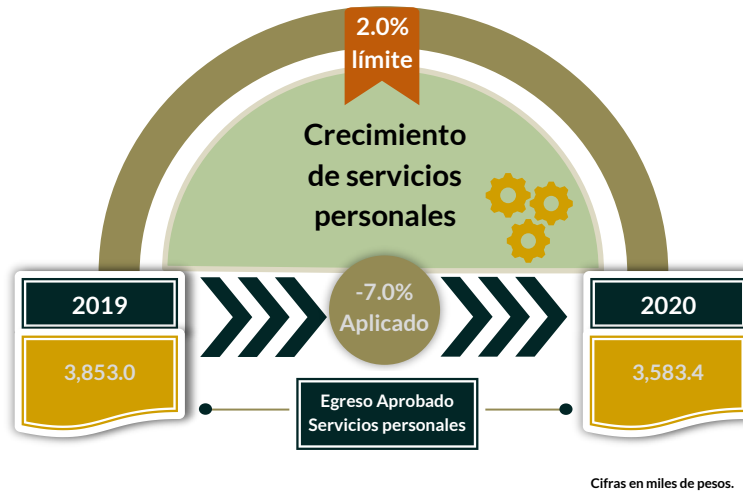 2.0%
límite
Crecimiento
de servicios
personales
2019
-7.0%
Aplicado
2020
3,853.0
3,583.4
Egreso Aprobado
Servicios personales
Cifras en miles de pesos.